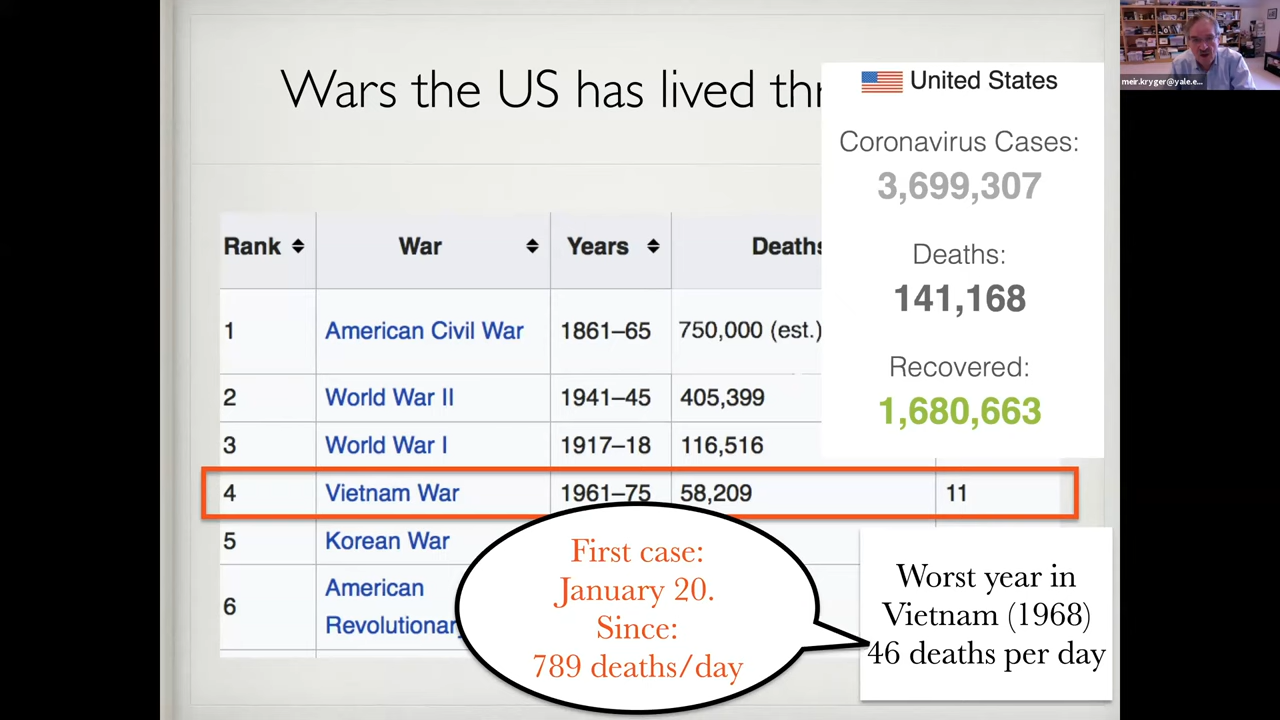 Wars the US has lived thr
United States
Coronavirus Cases:
3,699,307
Deaths:
141,168
Recovered:
1,680,663
Rank War Years Deaths
1 American Civil War 1861–65 750,000 (est.)
2 World War II 1941–45 405,399
3 World War I 1917–18 116,516
4 Vietnam War 1961–75 58,209 11
5 Korean War
6 American
Revolutionary
First case:
January 20.
Since:
789 deaths/day
Worst year in
Vietnam (1968)
46 deaths per day
meir.kryger@yale.e...